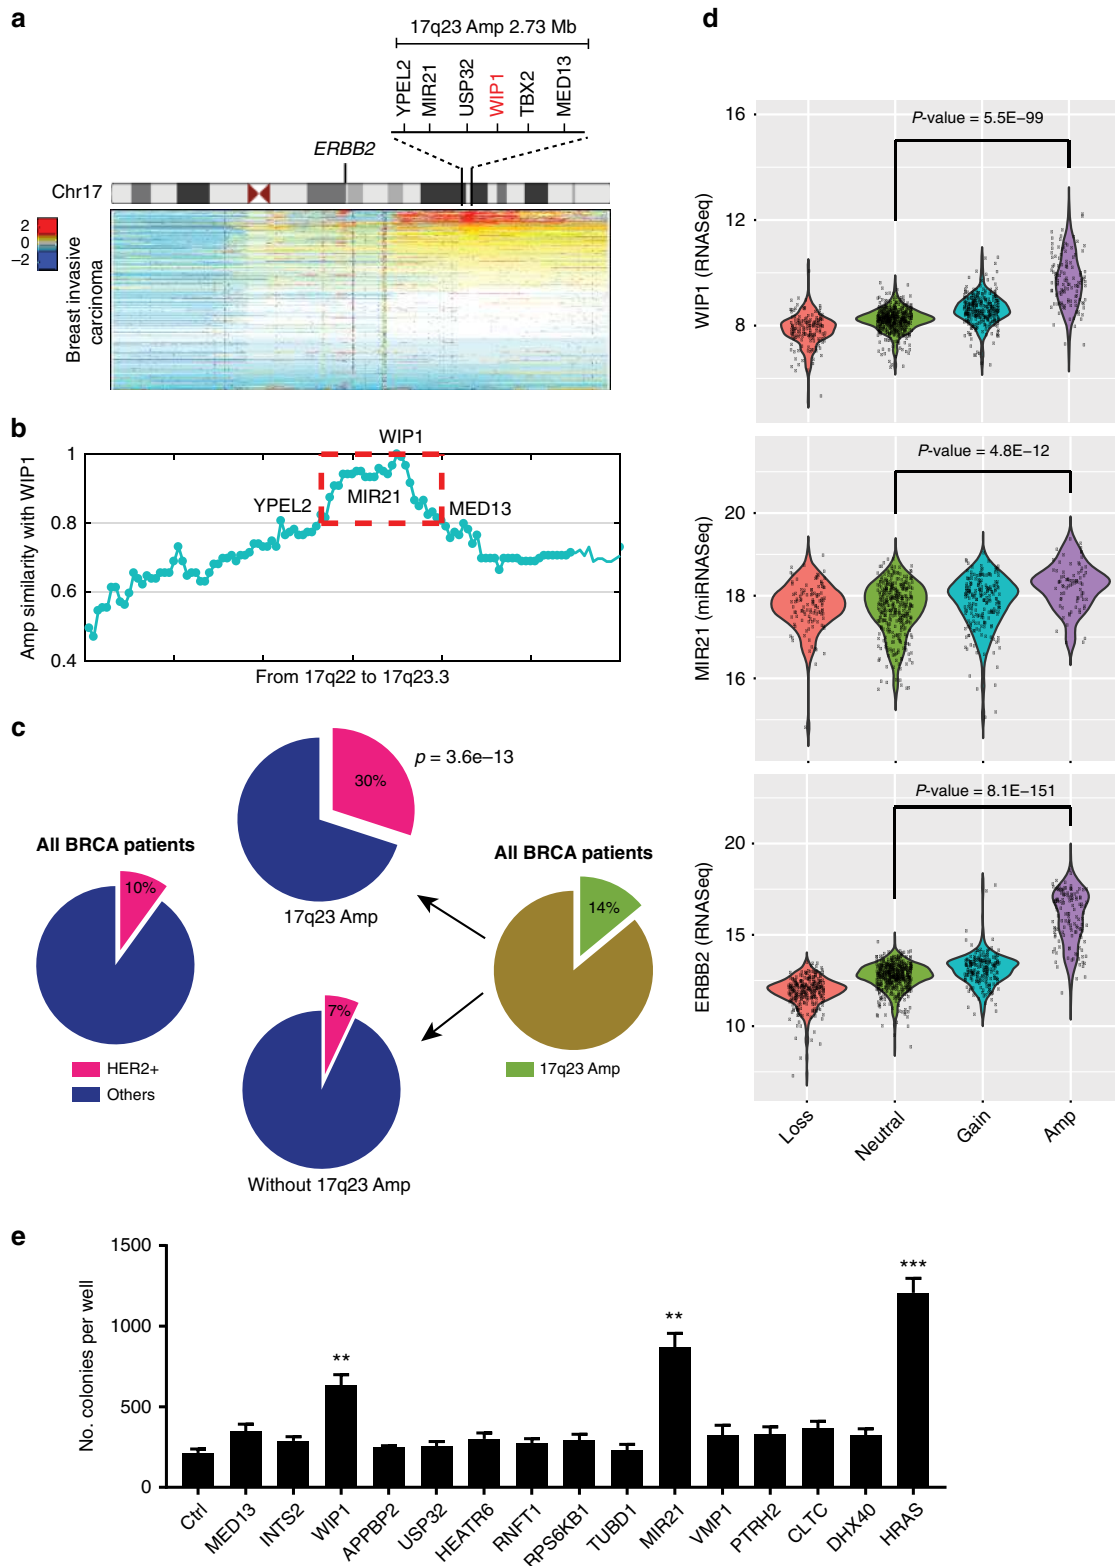 a
17q23 Amp 2.73 Mb
YPEL2
MIR21
USP32
WIP1
TBX2
MED13
ERBB2
Chr17
2
0
−2
Breast invasive
carcinoma
b
Amp similarity with WIP1
1
0.8
0.6
0.4
WIP1
YPEL2
MIR21
MED13
From 17q22 to 17q23.3
c
All BRCA patients
10%
HER2+
Others
30%
p = 3.6e−13
17q23 Amp
7%
Without 17q23 Amp
All BRCA patients
14%
17q23 Amp
d
WIP1 (RNASeq)
16
12
8
P-value = 5.5E−99
MIR21 (miRNASeq)
20
18
16
P-value = 4.8E−12
ERBB2 (RNASeq)
20
15
10
P-value = 8.1E−151
Loss
Neutral
Gain
Amp
e
No. colonies per well
1500
1000
500
0
**
**
***
Ctrl
MED13
INTS2
WIP1
APPBP2
USP32
HEATR6
RNFT1
RPS6KB1
TUBD1
MIR21
VMP1
PTRH2
CLTC
DHX40
HRAS